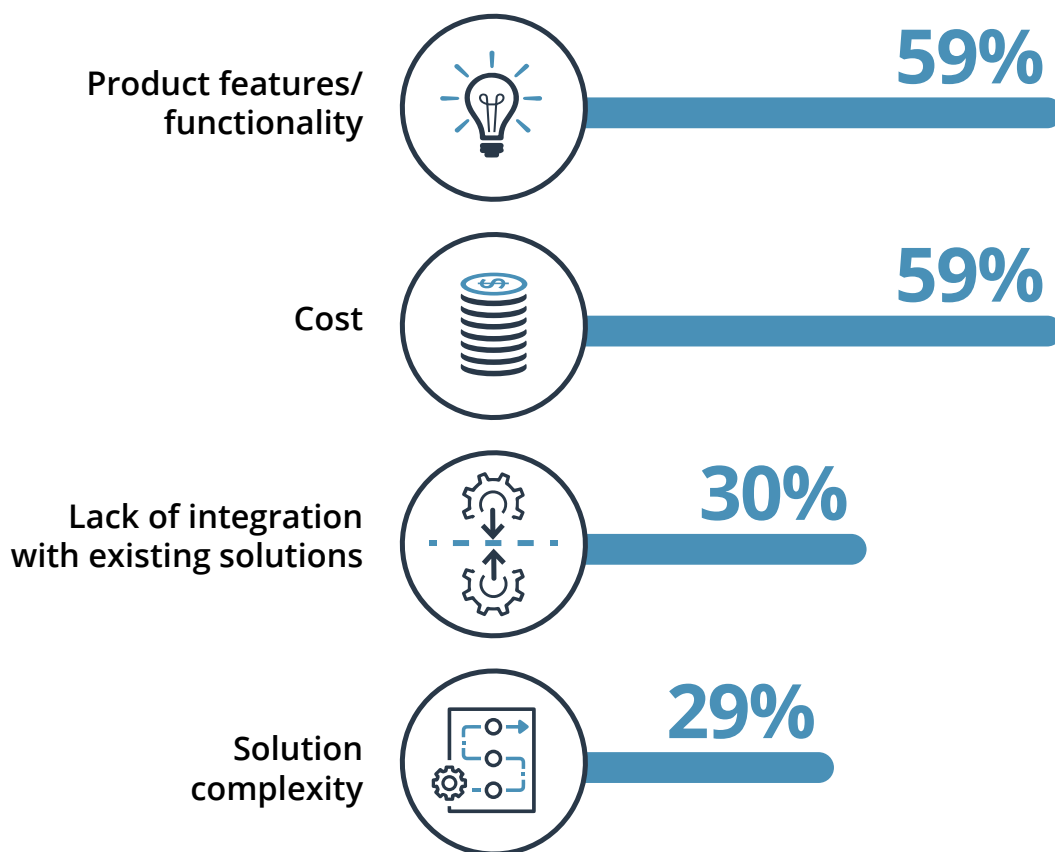 59%
Product features/
functionality
59%
$
Cost
30%
Lack of integration
with existing solutions
29%
Solution
complexity